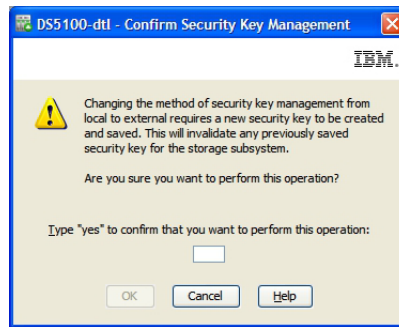 DS5100-dtl - Confirm Security Key Management
IBM.
Changing the method of security key management from
local to external requires a new security key to be created
and saved. This will invalidate any previously saved
security key for the storage subsystem.
Are you sure you want to perform this operation?
Type "yes" to confirm that you want to perform this operation:
OK Cancel Help